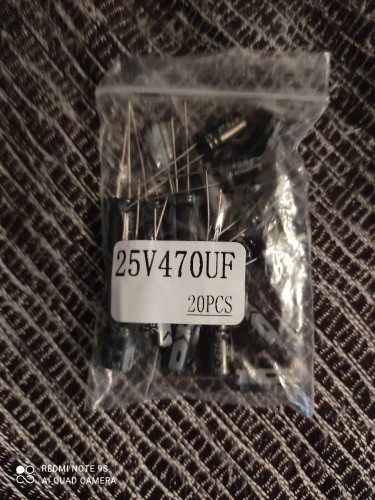 25V470UF
20PCS
REDMI NOTE 9S
AI QUAD CAMERA